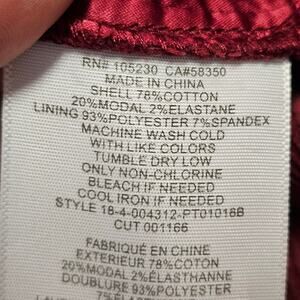 RN# 105230 CA#58350
MADE IN CHINA
SHELL 78%COTTON
20%MODAL 2%ELASTANE
LINING 93%POLYESTER 7%SPANDEX
MACHINE WASH COLD
WITH LIKE COLORS
TUMBLE DRY LOW
ONLY NON-CHLORINE
BLEACH IF NEEDED
COOL IRON IF NEEDED
STYLE 18-4-004312-PT01016B
CUT 001166
FABRIQUÉ EN CHINE
EXTERIEUR 78%COTON
20%MODAL 2%ÉLASTHANNE
DOUBLURE 93%POLYESTER